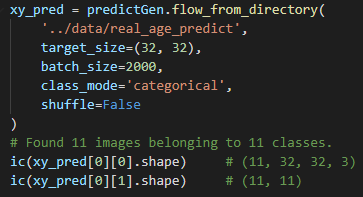 xy_pred = predictGen.flow_from_directory(
    '../data/real_age_predict',
    target_size=(32, 32),
    batch_size=2000,
    class_mode='categorical',
    shuffle=False
)
# Found 11 images belonging to 11 classes.
ic(xy_pred[0][0].shape)     # (11, 32, 32, 3)
ic(xy_pred[0][1].shape)     # (11, 11)